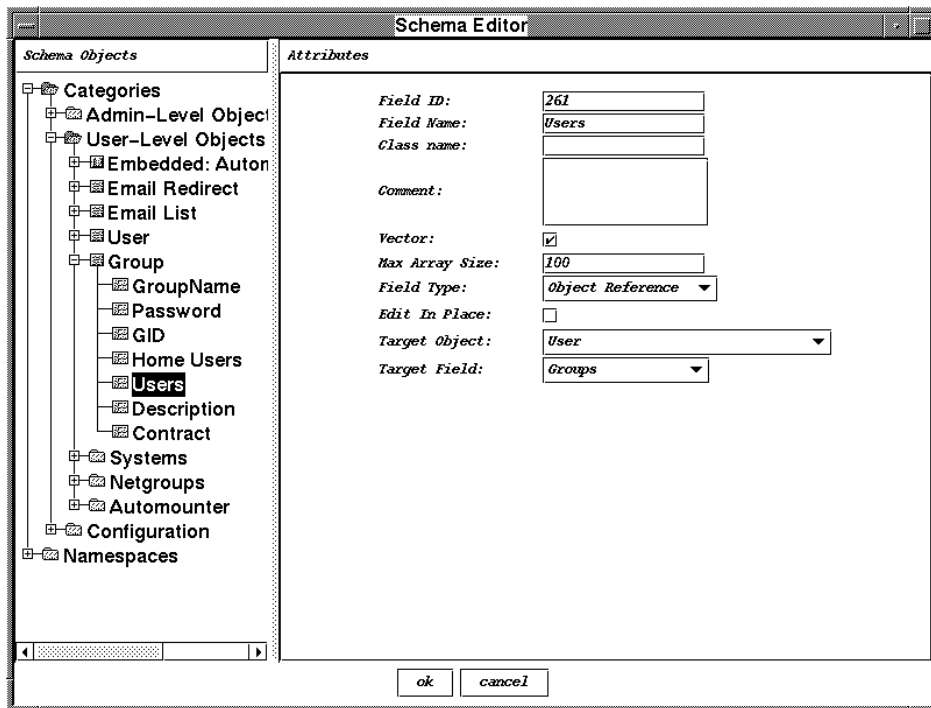 Schema Editor
Schema Objects
Attributes
Categories
Admin-Level Object
User-Level Objects
Embedded: Autom
Email Redirect
Email List
User
Group
GroupName
Password
GID
Home Users
Users
Description
Contract
Systems
Netgroups
Automounter
Configuration
Namespaces
Field ID: 261
Field Name: Users
Class name:
Comment:
Vector:
Max Array Size: 100
Field Type: Object Reference
Edit In Place:
Target Object: User
Target Field: Groups
ok cancel